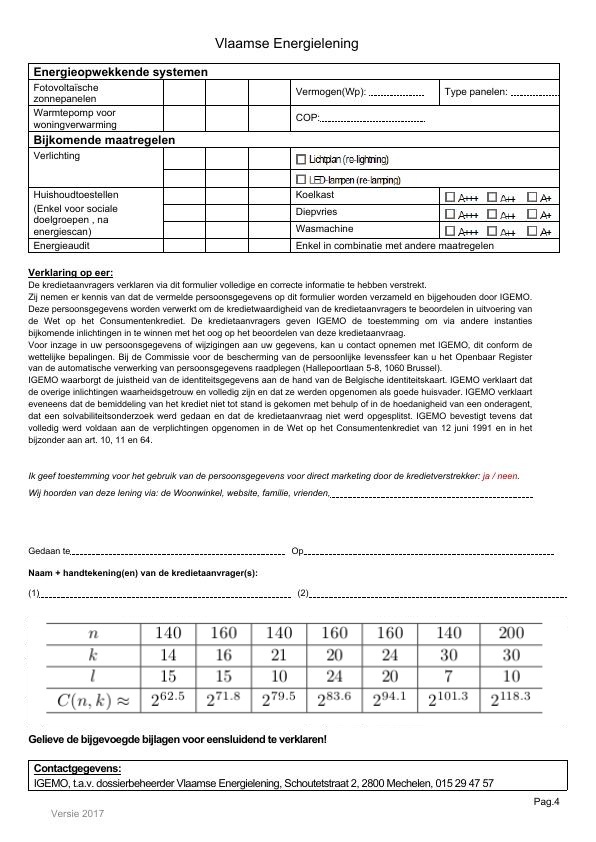 Vlaamse Energielening
Energieopwekkende systemen
Fotovoltaïsche
zonnepanelen
Vermogen(Wp):
Type panelen:
Warmtepomp voor
woningverwarming
COP:
Bijkomende maatregelen
Verlichting
Lichtplan (re-lightning)
LED-lampen (re-lamping)
Huishoudtoestellen
(Enkel voor sociale
doelgroepen , na
energiescan)
Koelkast A+++ A++ A+
Diepvries A+++ A++ A+
Wasmachine A+++ A++ A+
Energieaudit Enkel in combinatie met andere maatregelen
Verklaring op eer:
De kredietaanvragers verklaren via dit formulier volledige en correcte informatie te hebben verstrekt.
Zij nemen er kennis van dat de vermelde persoonsgegevens op dit formulier worden verzameld en bijgehouden door IGEMO.
Deze persoonsgegevens worden verwerkt om de kredietwaardigheid van de kredietaanvragers te beoordelen in uitvoering van
de Wet op het Consumentenkrediet. De kredietaanvragers geven IGEMO de toestemming om via andere instanties
bijkomende inlichtingen in te winnen met het oog op het beoordelen van deze kredietaanvraag.
Voor inzage in uw persoonsgegevens of wijzigingen aan uw gegevens, kan u contact opnemen met IGEMO, dit conform de
wettelijke bepalingen. Bij de Commissie voor de bescherming van de persoonlijke levenssfeer kan u het Openbaar Register
van de automatische verwerking van persoonsgegevens raadplegen (Hallepoortlaan 5-8, 1060 Brussel).
IGEMO waarborgt de juistheid van de identiteitsgegevens aan de hand van de Belgische identiteitskaart. IGEMO verklaart dat
de overige inlichtingen waarheidsgetrouw en volledig zijn en dat ze werden opgenomen als goede huisvader. IGEMO verklaart
eveneens dat de bemiddeling van het krediet niet tot stand is gekomen met behulp of in de hoedanigheid van een onderagent,
dat een solvabiliteitsonderzoek werd gedaan en dat de kredietaanvraag niet werd opgesplitst. IGEMO bevestigt tevens dat
volledig werd voldaan aan de verplichtingen opgenomen in de Wet op het Consumentenkrediet van 12 juni 1991 en in het
bijzonder aan art. 10, 11 en 64.
Ik geef toestemming voor het gebruik van de persoonsgegevens voor direct marketing door de kredietverstrekker: ja / neen.
Wij hoorden van deze lening via: de Woonwinkel, website, familie, vrienden,
Gedaan te Op
Naam + handtekening(en) van de kredietaanvrager(s):
(1) (2)
n 140 160 140 160 160 140 200
k 14 16 21 20 24 30 30
l 15 15 10 24 20 7 10
C(n, k) ≈ 2^62.5 2^71.8 2^79.5 2^83.6 2^94.1 2^101.3 2^118.3
Gelieve de bijgevoegde bijlagen voor eensluidend te verklaren!
Contactgegevens:
IGEMO, t.a.v. dossierbeheerder Vlaamse Energielening, Schoutetstraat 2, 2800 Mechelen, 015 29 47 57
Pag.4
Versie 2017